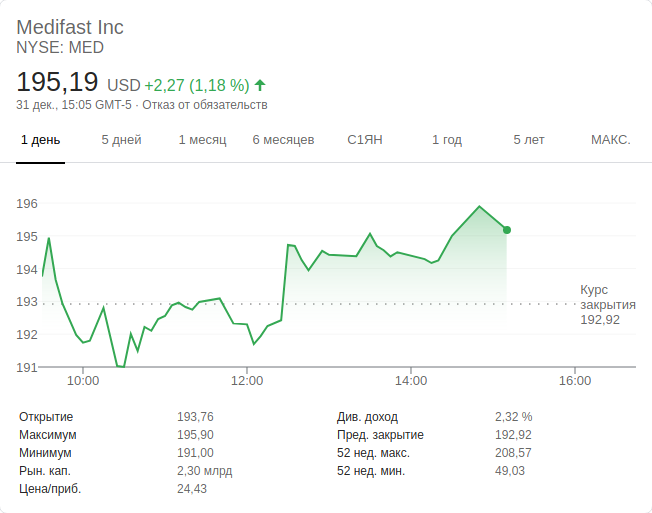 Medifast Inc
NYSE: MED
195,19 USD +2,27 (1,18 %)
31 дек., 15:05 GMT-5 · Отказ от обязательств
1 день 5 дней 1 месяц 6 месяцев С1ЯН 1 год 5 лет МАКС.
196
195
194
193
192
191
Курс
закрытия
192,92
10:00 12:00 14:00 16:00
Открытие 193,76 Див. доход 2,32 %
Максимум 195,90 Пред. закрытие 192,92
Минимум 191,00 52 нед. макс. 208,57
Рын. кап. 2,30 млрд 52 нед. мин. 49,03
Цена/приб. 24,43